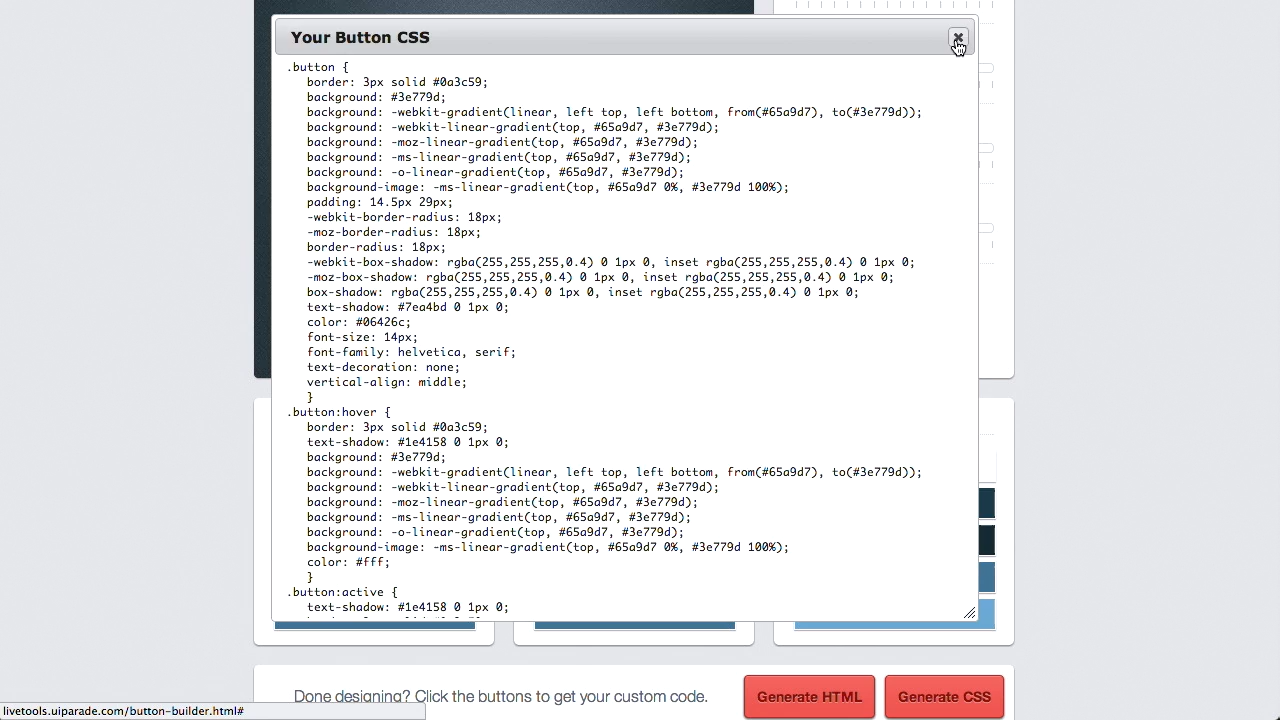 Your Button CSS
.button {
border: 3px solid #0a3c59;
background: #3e779d;
background: -webkit-gradient(linear, left top, left bottom, from(#65a9d7), to(#3e779d));
background: -webkit-linear-gradient(top, #65a9d7, #3e779d);
background: -moz-linear-gradient(top, #65a9d7, #3e779d);
background: -ms-linear-gradient(top, #65a9d7, #3e779d);
background: -o-linear-gradient(top, #65a9d7, #3e779d);
background-image: -ms-linear-gradient(top, #65a9d7 0%, #3e779d 100%);
padding: 14.5px 29px;
-webkit-border-radius: 18px;
-moz-border-radius: 18px;
border-radius: 18px;
-webkit-box-shadow: rgba(255,255,255,0.4) 0 1px 0, inset rgba(255,255,255,0.4) 0 1px 0;
-moz-box-shadow: rgba(255,255,255,0.4) 0 1px 0, inset rgba(255,255,255,0.4) 0 1px 0;
box-shadow: rgba(255,255,255,0.4) 0 1px 0, inset rgba(255,255,255,0.4) 0 1px 0;
text-shadow: #7ea4bd 0 1px 0;
color: #06426c;
font-size: 14px;
font-family: helvetica, serif;
text-decoration: none;
vertical-align: middle;
}
.button:hover {
border: 3px solid #0a3c59;
text-shadow: #1e4158 0 1px 0;
background: #3e779d;
background: -webkit-gradient(linear, left top, left bottom, from(#65a9d7), to(#3e779d));
background: -webkit-linear-gradient(top, #65a9d7, #3e779d);
background: -moz-linear-gradient(top, #65a9d7, #3e779d);
background: -ms-linear-gradient(top, #65a9d7, #3e779d);
background: -o-linear-gradient(top, #65a9d7, #3e779d);
background-image: -ms-linear-gradient(top, #65a9d7 0%, #3e779d 100%);
color: #fff;
}
.button:active {
text-shadow: #1e4158 0 1px 0;
Done designing? Click the buttons to get your custom code.
Generate HTML
Generate CSS
livetools.uiparade.com/button-builder.html#